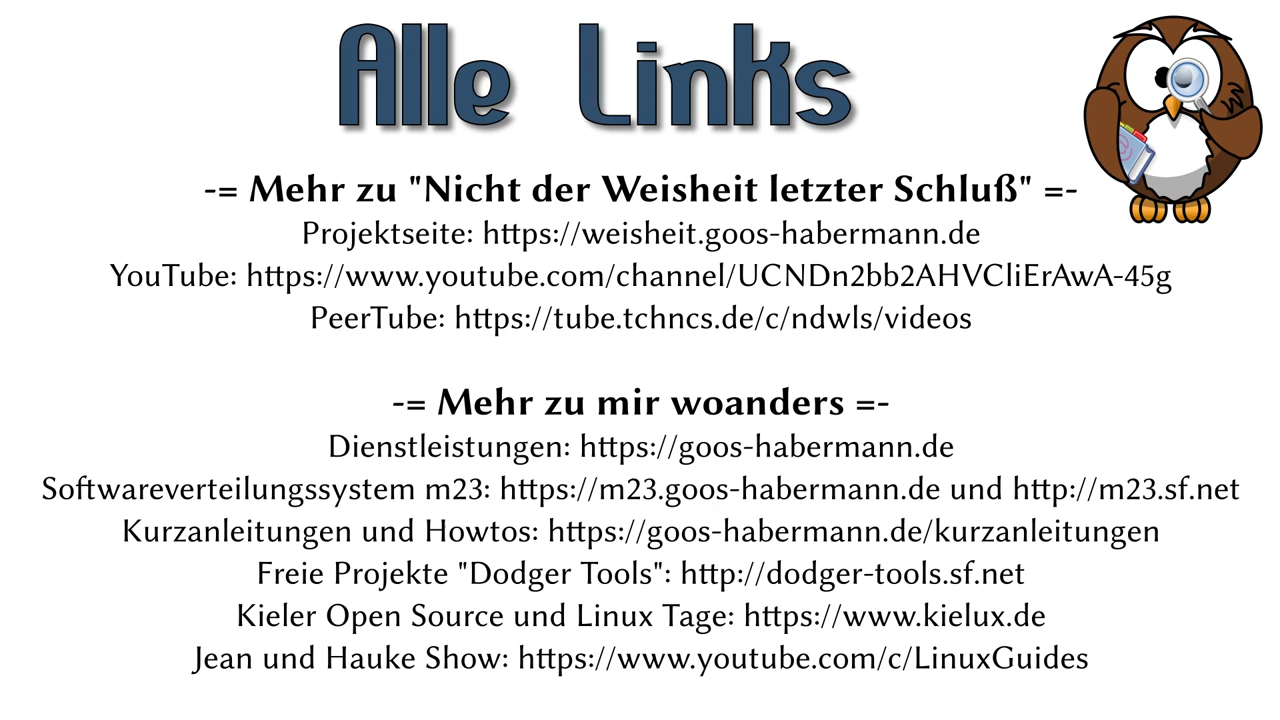 Alle Links
-= Mehr zu "Nicht der Weisheit letzter Schluß" =-
Projektseite: https://weisheit.goos-habermann.de
YouTube: https://www.youtube.com/channel/UCNDn2bb2AHVCliErAwA-45g
PeerTube: https://tube.tchncs.de/c/ndwls/videos
-= Mehr zu mir woanders =-
Dienstleistungen: https://goos-habermann.de
Softwareverteilungssystem m23: https://m23.goos-habermann.de und http://m23.sf.net
Kurzanleitungen und Howtos: https://goos-habermann.de/kurzanleitungen
Freie Projekte "Dodger Tools": http://dodger-tools.sf.net
Kieler Open Source und Linux Tage: https://www.kielux.de
Jean und Hauke Show: https://www.youtube.com/c/LinuxGuides